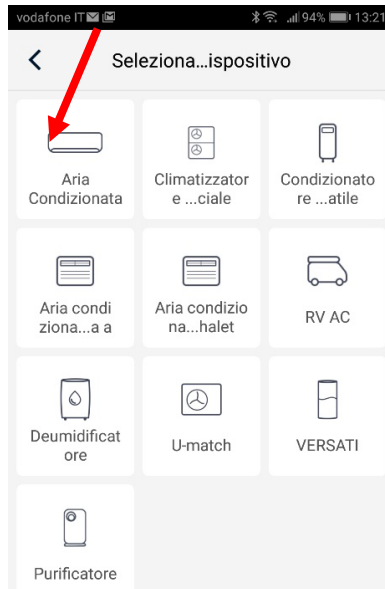 vodafone IT 94% 13:21
Seleziona...ispositivo
Aria
Condizionata
Climatizzator
e ...ciale
Condizionato
re ...atile
Aria condi
ziona...a a
Aria condizio
na...halet
RV AC
Deumidificat
ore
U-match
VERSATI
Purificatore